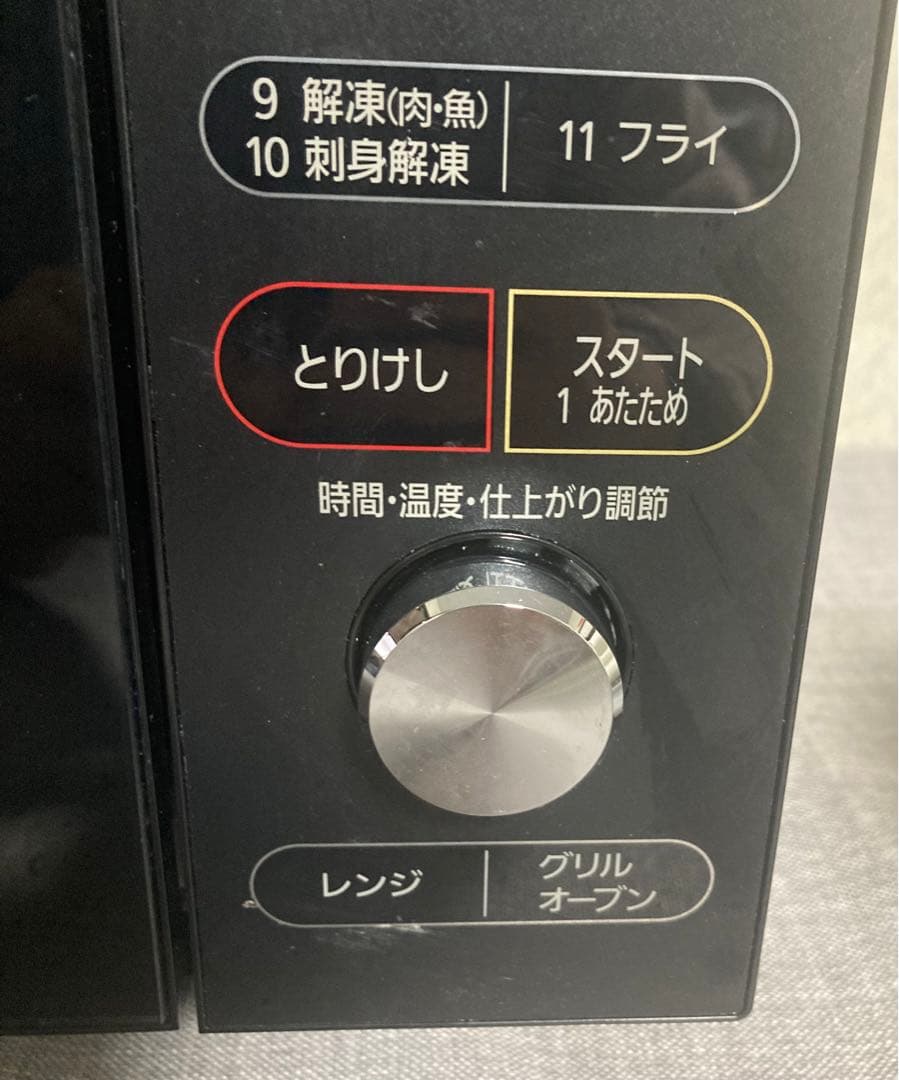 9 解凍(肉・魚)
10 刺身解凍
11 フライ
とりけし
スタート
1 あたため
時間・温度・仕上がり調節
レンジ
グリル
オーブン